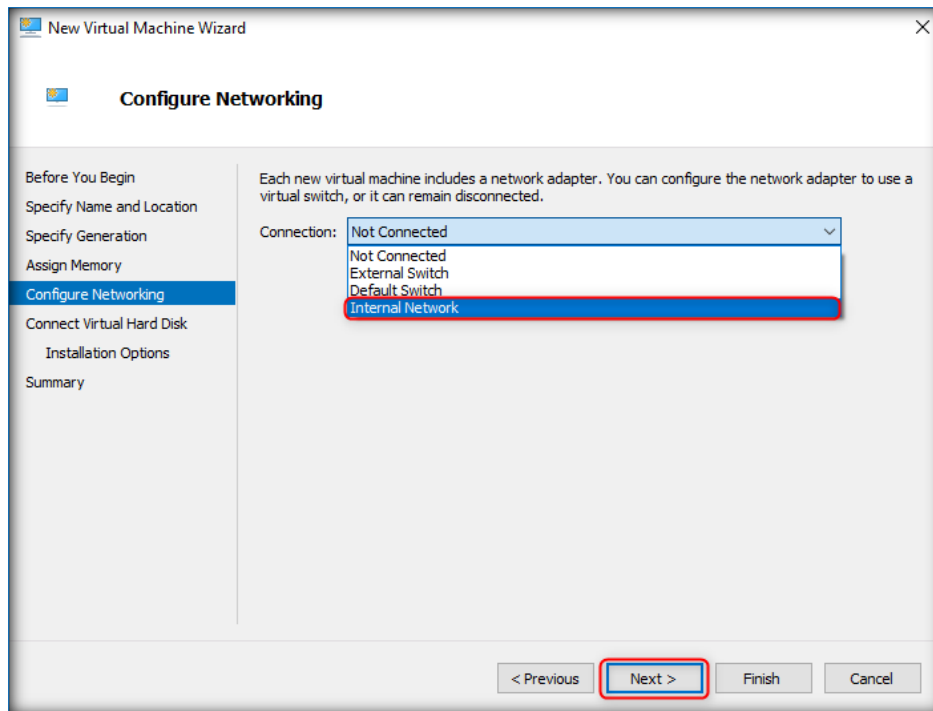 New Virtual Machine Wizard
Configure Networking
Before You Begin
Specify Name and Location
Specify Generation
Assign Memory
Configure Networking
Connect Virtual Hard Disk
Installation Options
Summary
Each new virtual machine includes a network adapter. You can configure the network adapter to use a
virtual switch, or it can remain disconnected.
Connection: Not Connected
Not Connected
External Switch
Default Switch
Internal Network
< Previous Next > Finish Cancel